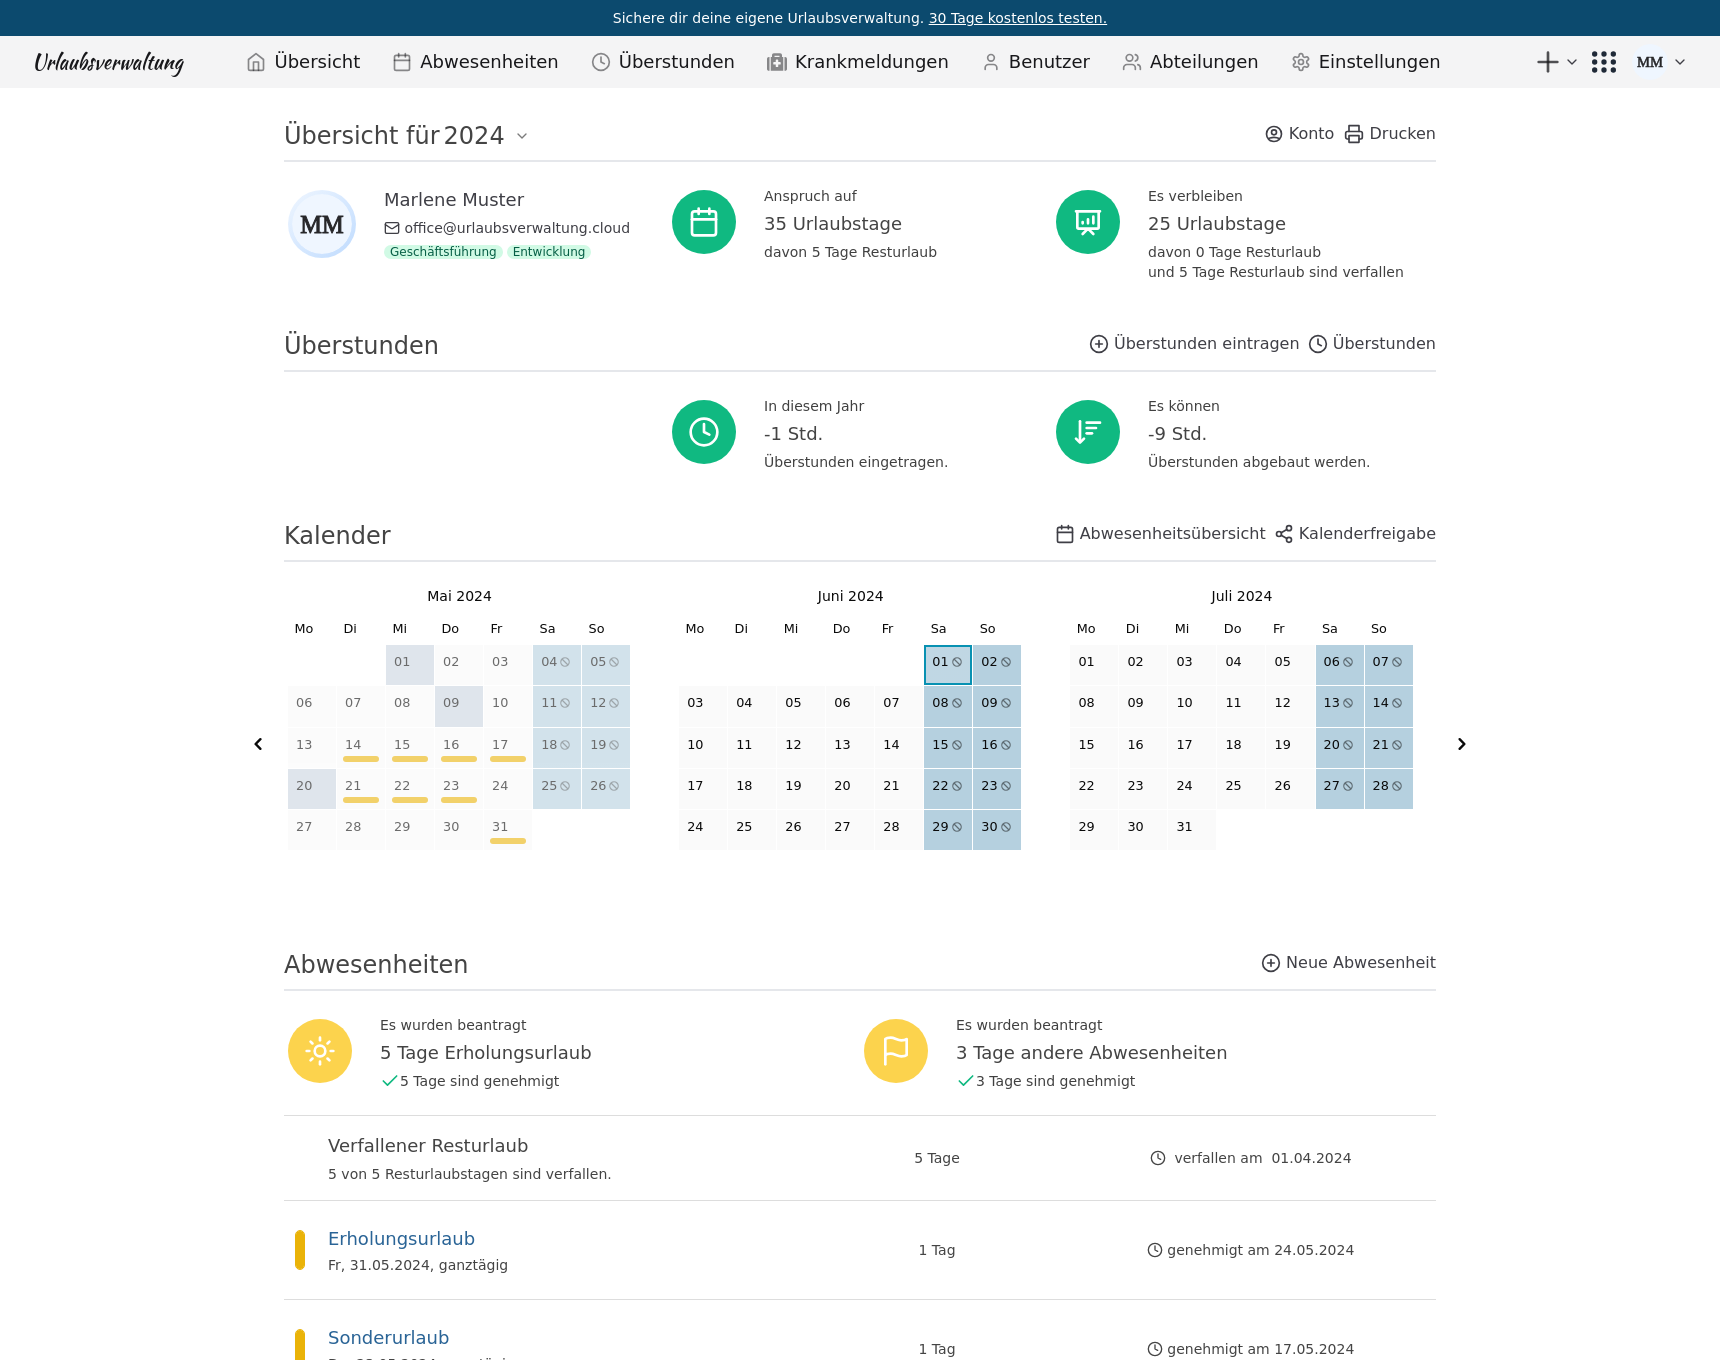 Sichere dir deine eigene Urlaubsverwaltung. 30 Tage kostenlos testen.
Urlaubsverwaltung Übersicht Abwesenheiten Überstunden Krankmeldungen Benutzer Abteilungen Einstellungen MM
Übersicht für 2024 Konto Drucken
MM
Marlene Muster
office@urlaubsverwaltung.cloud
Geschäftsführung Entwicklung
Anspruch auf
35 Urlaubstage
davon 5 Tage Resturlaub
Es verbleiben
25 Urlaubstage
davon 0 Tage Resturlaub
und 5 Tage Resturlaub sind verfallen
Überstunden Überstunden eintragen Überstunden
In diesem Jahr
-1 Std.
Überstunden eingetragen.
Es können
-9 Std.
Überstunden abgebaut werden.
Kalender Abwesenheitsübersicht Kalenderfreigabe
Mai 2024
Mo Di Mi Do Fr Sa So
01 02 03 04 05
06 07 08 09 10 11 12
13 14 15 16 17 18 19
20 21 22 23 24 25 26
27 28 29 30 31
Juni 2024
Mo Di Mi Do Fr Sa So
01 02
03 04 05 06 07 08 09
10 11 12 13 14 15 16
17 18 19 20 21 22 23
24 25 26 27 28 29 30
Juli 2024
Mo Di Mi Do Fr Sa So
01 02 03 04 05 06 07
08 09 10 11 12 13 14
15 16 17 18 19 20 21
22 23 24 25 26 27 28
29 30 31
Abwesenheiten Neue Abwesenheit
Es wurden beantragt
5 Tage Erholungsurlaub
5 Tage sind genehmigt
Es wurden beantragt
3 Tage andere Abwesenheiten
3 Tage sind genehmigt
Verfallener Resturlaub
5 von 5 Resturlaubstagen sind verfallen.
5 Tage
verfallen am 01.04.2024
Erholungsurlaub
Fr, 31.05.2024, ganztägig
1 Tag
genehmigt am 24.05.2024
Sonderurlaub
1 Tag
genehmigt am 17.05.2024